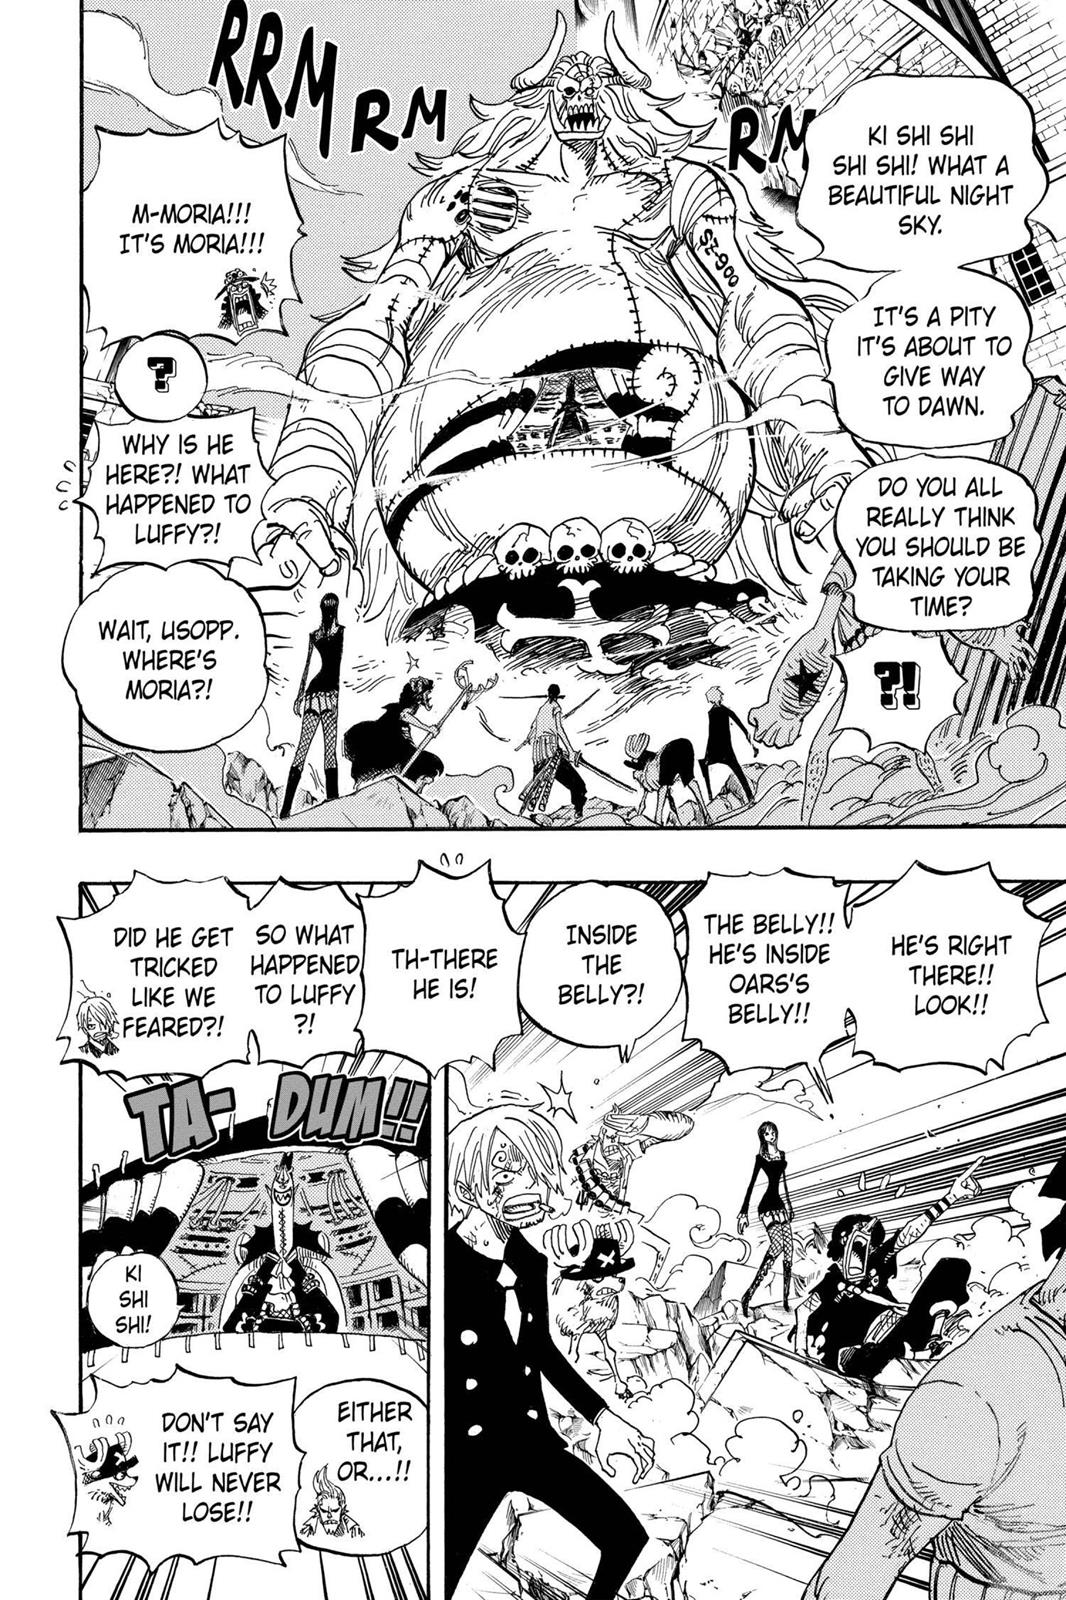 KI SHI SHI
SHI SHI! WHAT A
BEAUTIFUL NIGHT
SKY.
RRM RM
RM
M-MORIA!!!
IT'S MORIA!!!
IT'S A PITY
IT'S ABOUT TO
GIVE WAY
TO DAWN.
OOG-2S
?
WHY IS HE
HERE?! WHAT
HAPPENED TO
LUFFY?!
DO YOU ALL
REALLY THINK
YOU SHOULD BE
TAKING YOUR
TIME?
WAIT, USOPP.
WHERE'S
MORIA?!
?!
HE'S RIGHT
THERE!!
LOOK!!
THE BELLY!!
HE'S INSIDE
OARS'S
BELLY!!
INSIDE
THE
BELLY?!
TH-THERE
HE IS!
SO WHAT
HAPPENED
TO LUFFY
?!
DID HE GET
TRICKED
LIKE WE
FEARED?!
TA-DUM!!
KI
SHI
SHI!
EITHER
THAT,
OR...!!
DON'T SAY
IT!! LUFFY
WILL NEVER
LOSE!!